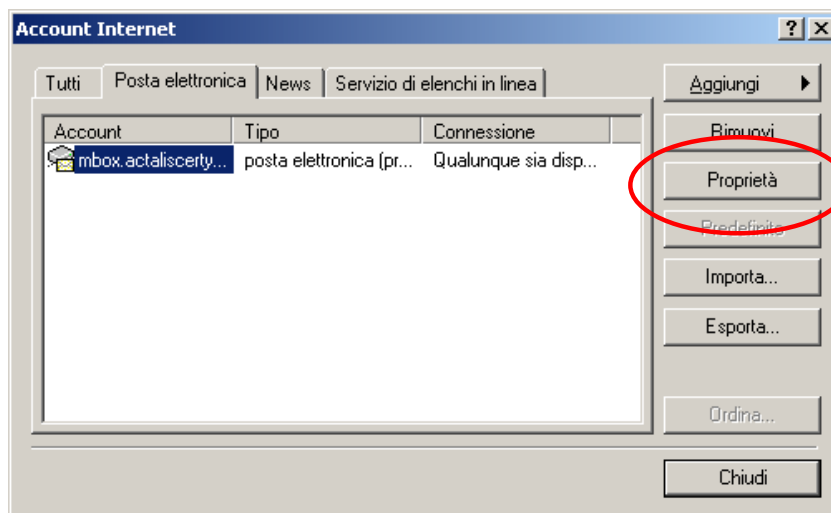 Account Internet
Tutti Posta elettronica News Servizio di elenchi in linea
Account Tipo Connessione
mbox.actaliscerty... posta elettronica (pr... Qualunque sia disp...
Aggiungi
Rimuovi
Proprietà
Predefinito
Importa...
Esporta...
Ordina...
Chiudi